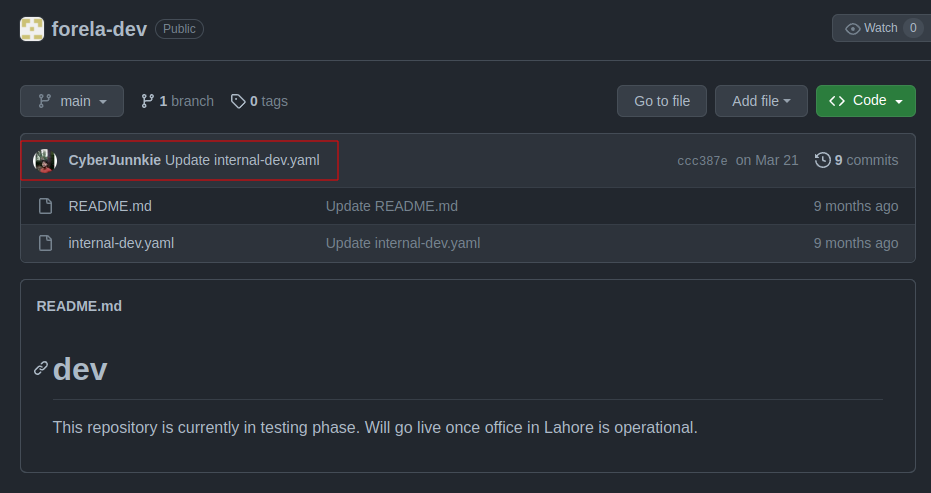 forela-dev Public Watch 0
main 1 branch 0 tags Go to file Add file Code
CyberJunnkie Update internal-dev.yaml ccc387e on Mar 21 9 commits
README.md Update README.md 9 months ago
internal-dev.yaml Update internal-dev.yaml 9 months ago
README.md
dev
This repository is currently in testing phase. Will go live once office in Lahore is operational.